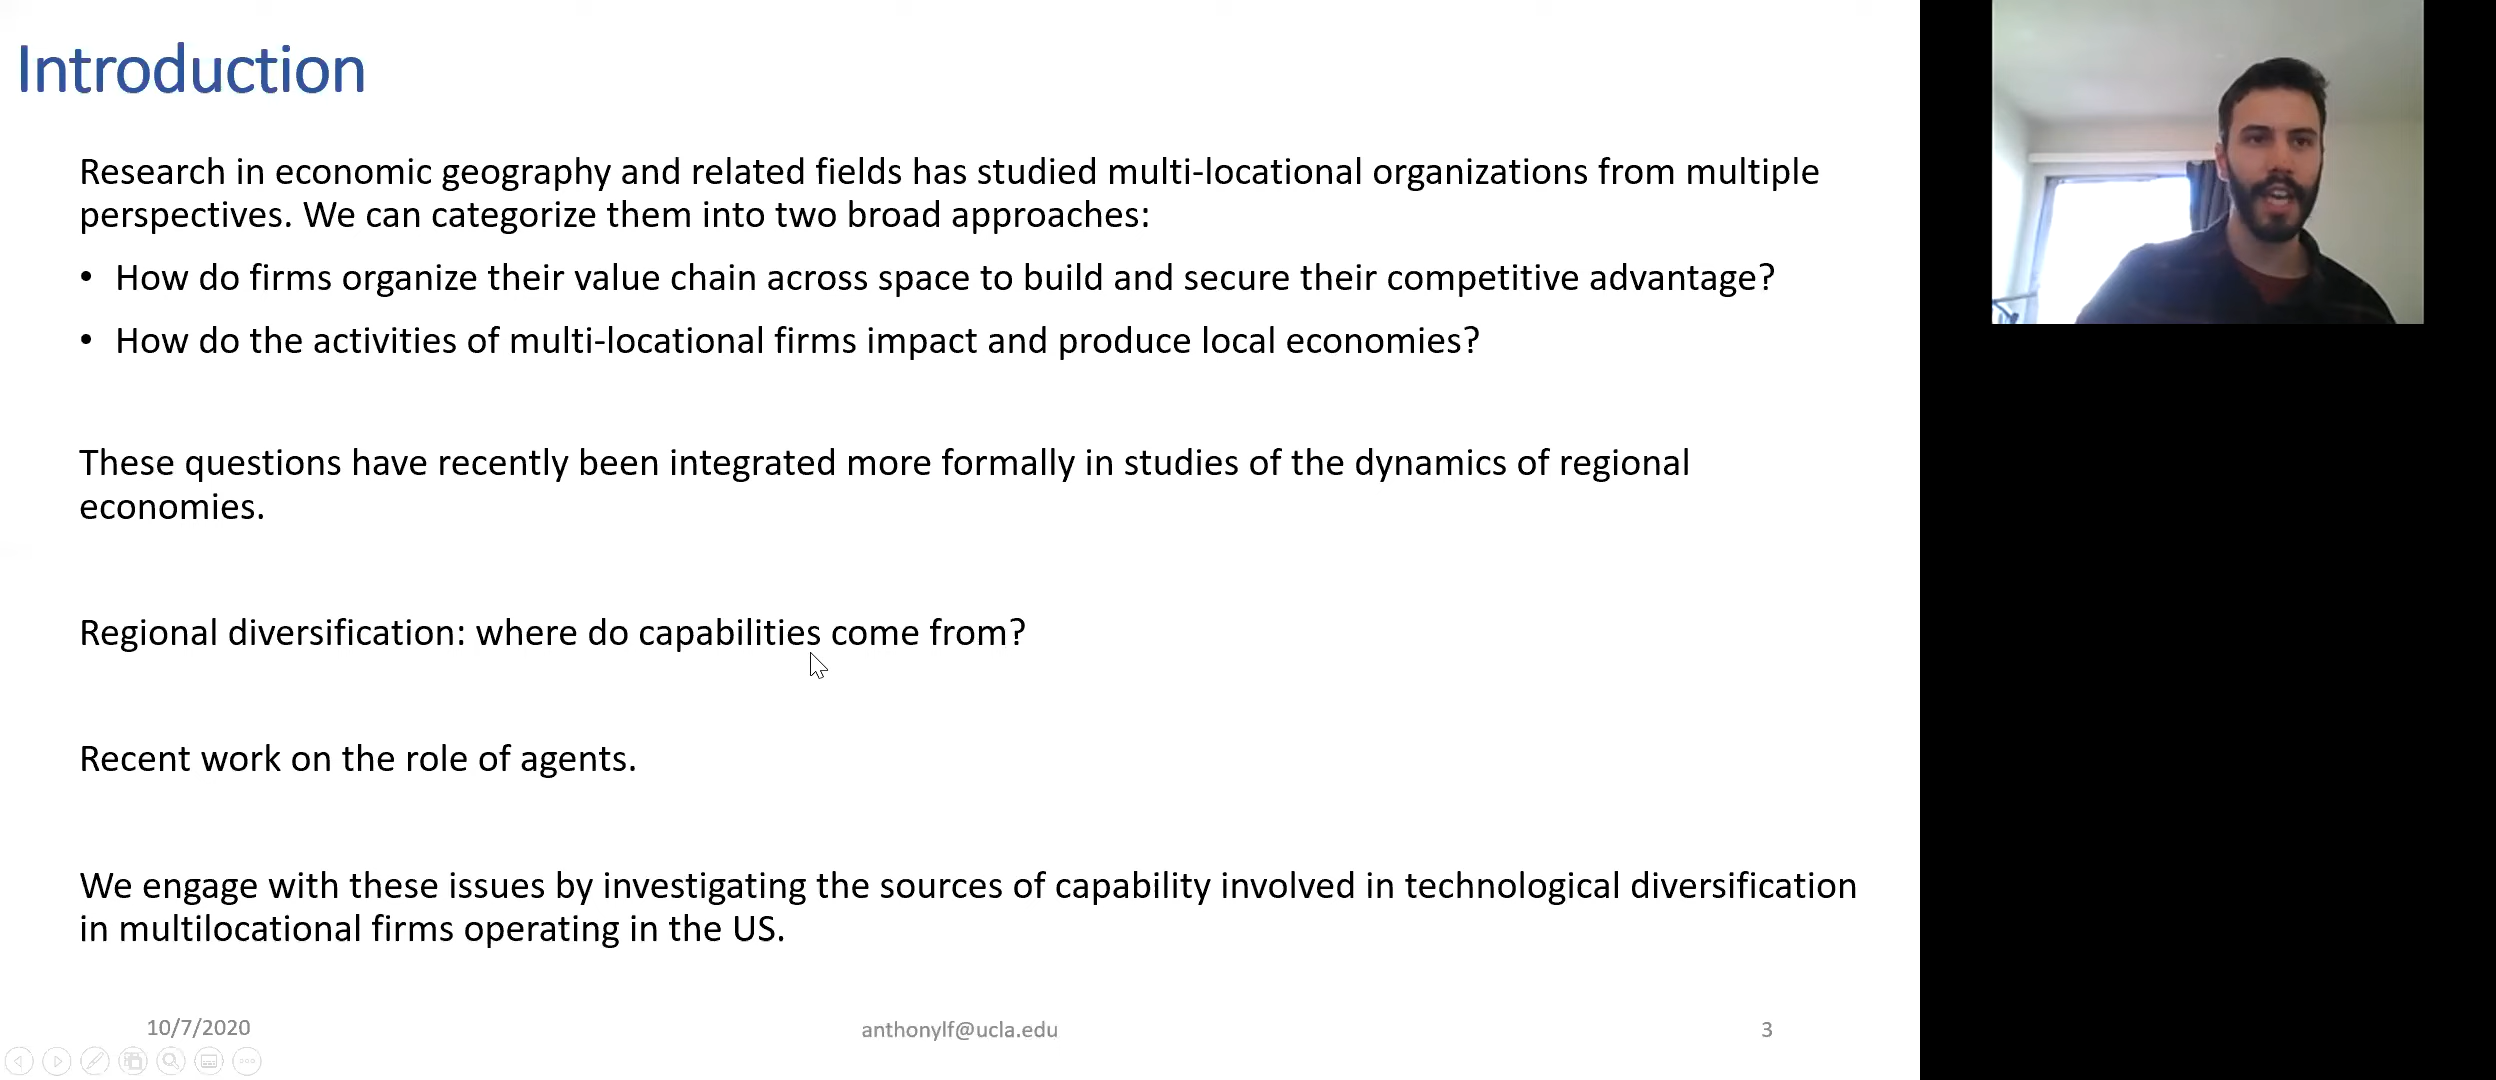 Introduction
Research in economic geography and related fields has studied multi-locational organizations from multiple
perspectives. We can categorize them into two broad approaches:
• How do firms organize their value chain across space to build and secure their competitive advantage?
• How do the activities of multi-locational firms impact and produce local economies?
These questions have recently been integrated more formally in studies of the dynamics of regional
economies.
Regional diversification: where do capabilities come from?
Recent work on the role of agents.
We engage with these issues by investigating the sources of capability involved in technological diversification
in multilocational firms operating in the US.
10/7/2020
anthonylf@ucla.edu
3